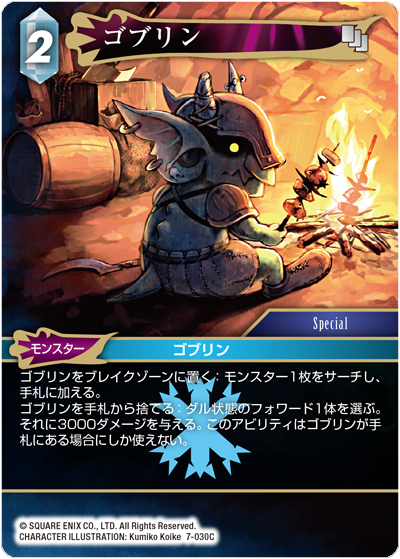 2
ゴブリン
Special
モンスター
ゴブリン
ゴブリンをブレイクゾーンに置く：モンスター1枚をサーチし、
手札に加える。
ゴブリンを手札から捨てる：ダル状態のフォワード1体を選ぶ。
それに3000ダメージを与える。このアビリティはゴブリンが手
札にある場合にしか使えない。
© SQUARE ENIX CO., LTD. All Rights Reserved.
CHARACTER ILLUSTRATION: Kumiko Koike 7-030C